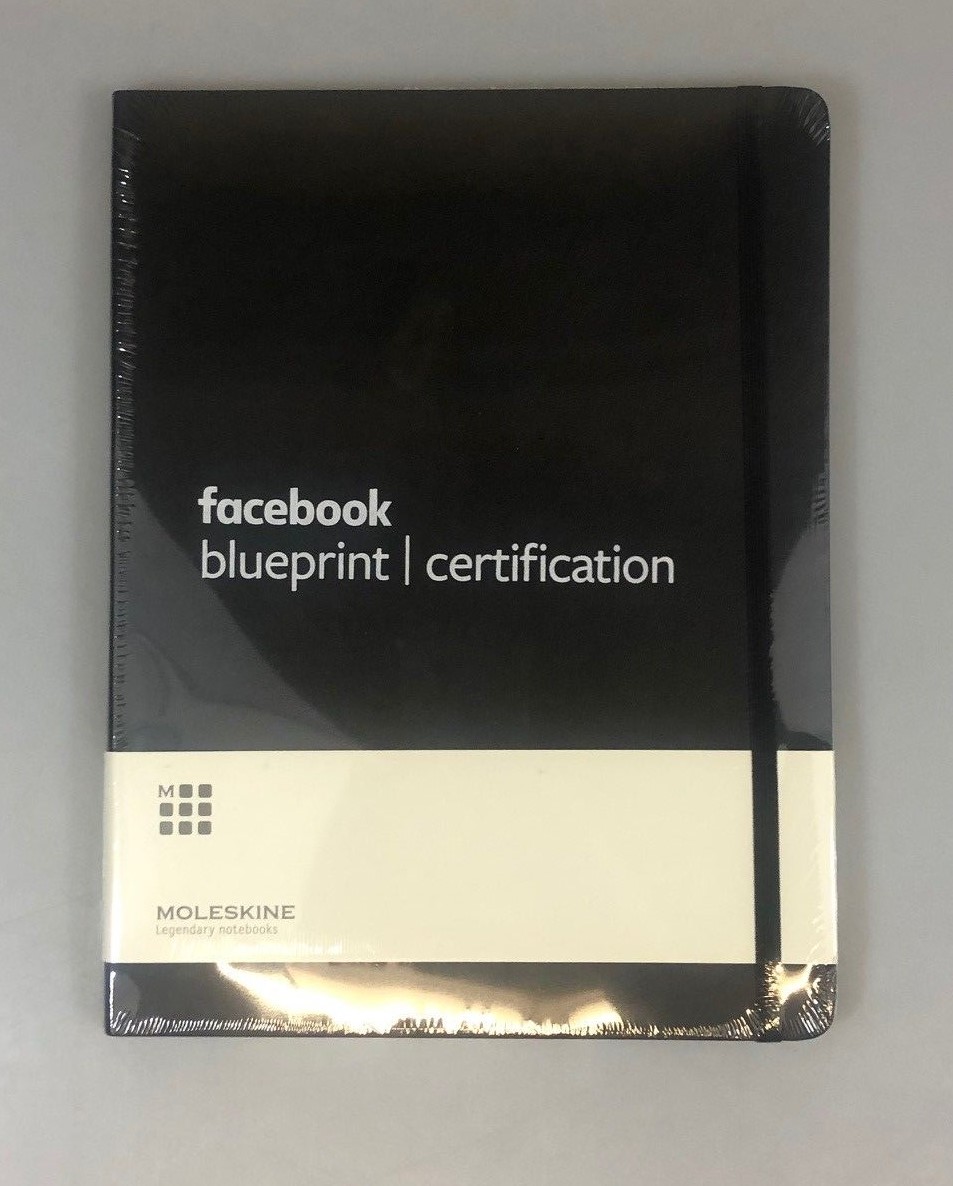 facebook
blueprint | certification
M
MOLESKINE
Legendary notebooks